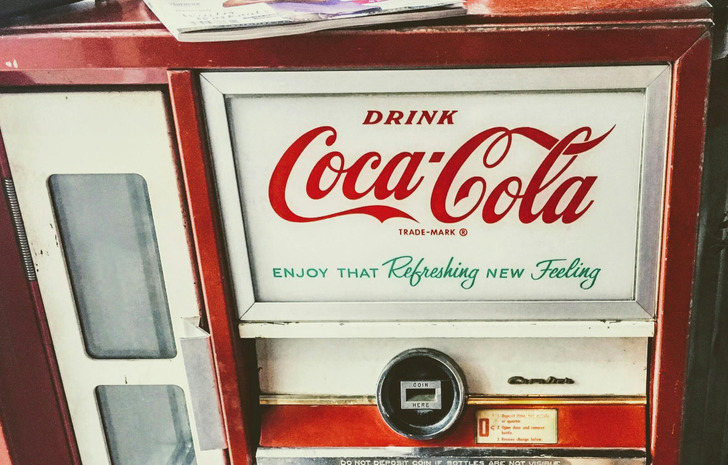 DRINK
Coca-Cola
TRADE-MARK ®
ENJOY THAT Refreshing NEW Feeling
COIN
HERE
Cavalier
DO NOT DEPOSIT COIN IF BOTTLES ARE NOT VISIBLE